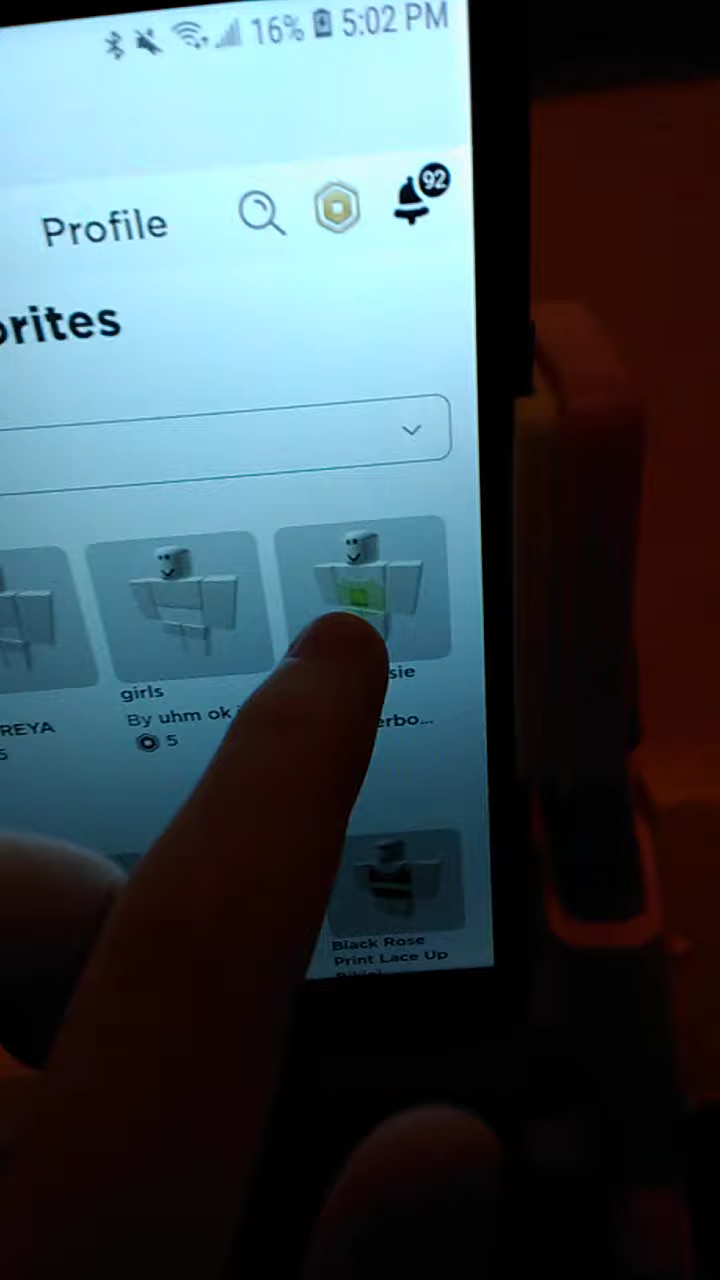 16% 5:02 PM
Profile
92
orites
girls
sie
REYA
By uhm ok
erbo...
5
5
Black Rose
Print Lace Up